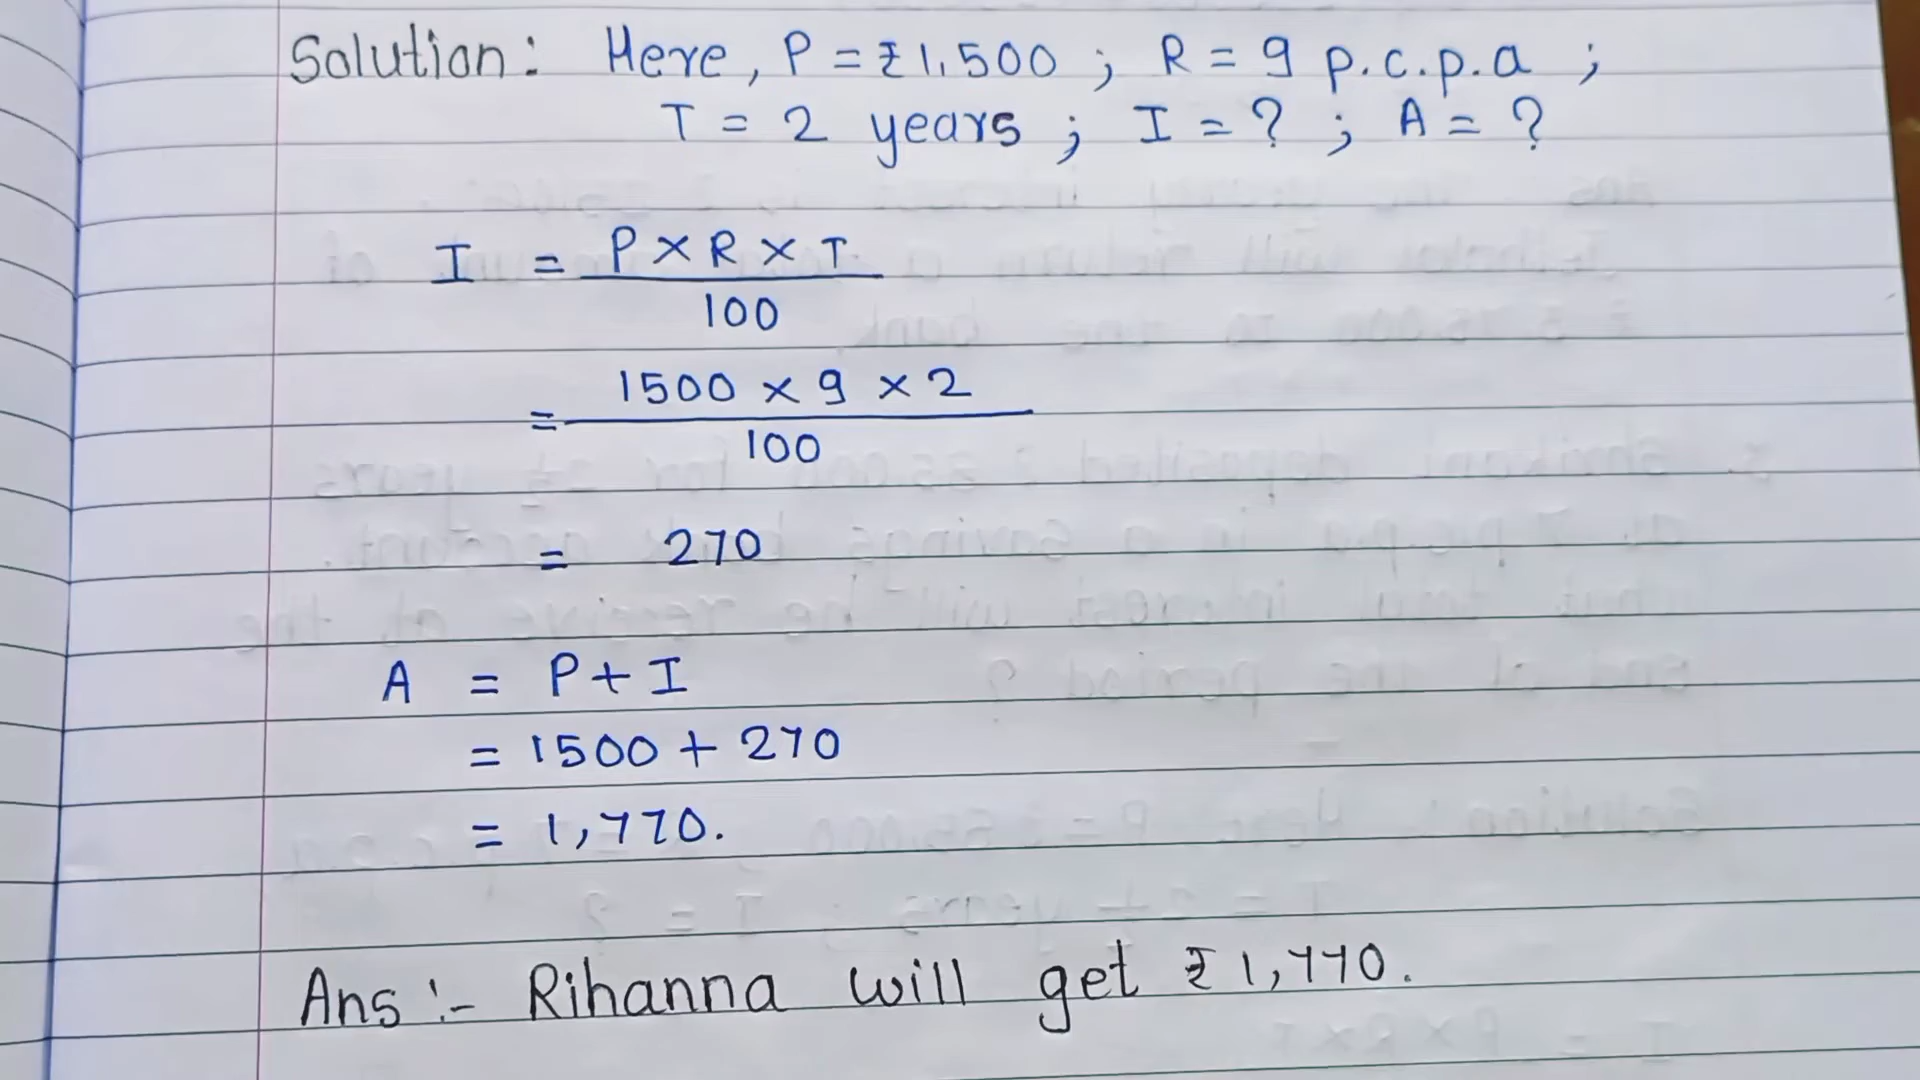 Solution: Here, P = ₹1,500 ; R = 9 p.c.p.a ;
T = 2 years ; I = ? ; A = ?
I = P × R × T
100
= 1500 × 9 × 2
100
= 270
A = P + I
= 1500 + 270
= 1,770.
Ans :- Rihanna will get ₹1,770.